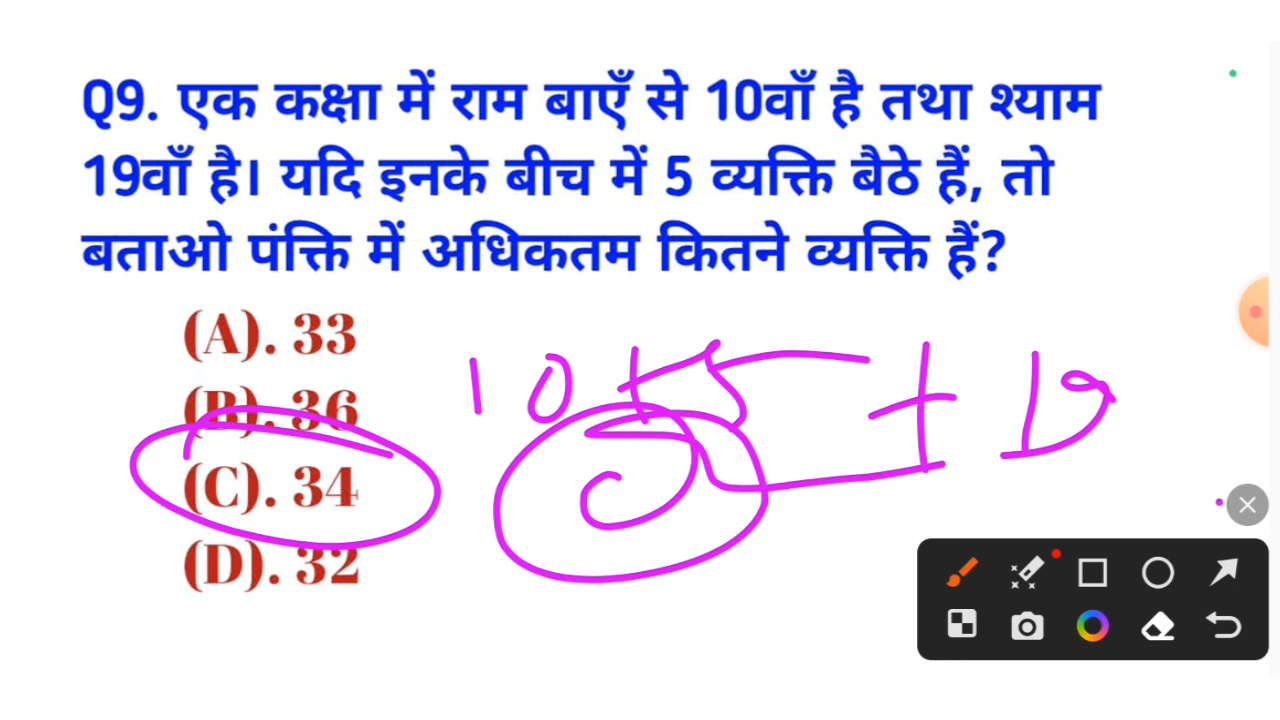 Q9. एक कक्षा में राम बाएँ से 10वाँ है तथा श्याम
19वाँ है। यदि इनके बीच में 5 व्यक्ति बैठे हैं, तो
बताओ पंक्ति में अधिकतम कितने व्यक्ति हैं?
(A). 33
(B). 36
(C). 34
(D). 32
10 + 5 + 19